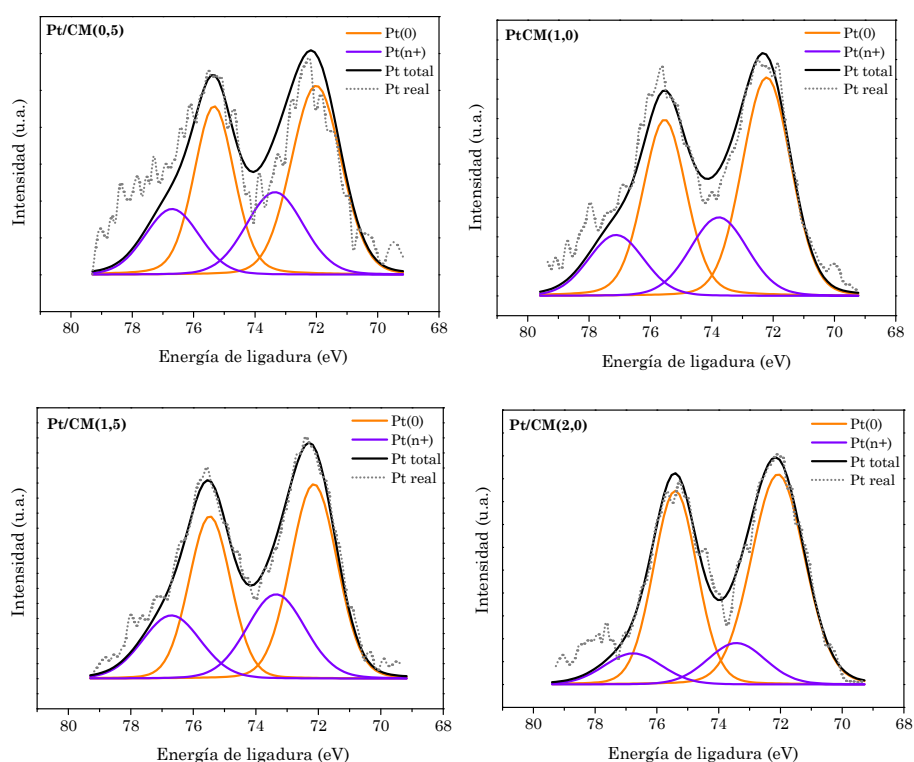 Pt/CM(0,5)
Pt(0)
Pt(n+)
Pt total
Pt real
Intensidad (u.a.)
80 78 76 74 72 70 68
Energía de ligadura (eV)
PtCM(1,0)
Pt(0)
Pt(n+)
Pt total
Pt real
Intensidad (u.a.)
80 78 76 74 72 70 68
Energía de ligadura (eV)
Pt/CM(1,5)
Pt(0)
Pt(n+)
Pt total
Pt real
Intensidad (u.a.)
80 78 76 74 72 70 68
Energía de ligadura (eV)
Pt/CM(2,0)
Pt(0)
Pt(n+)
Pt total
Pt real
Intensidad (u.a.)
80 78 76 74 72 70 68
Energía de ligadura (eV)